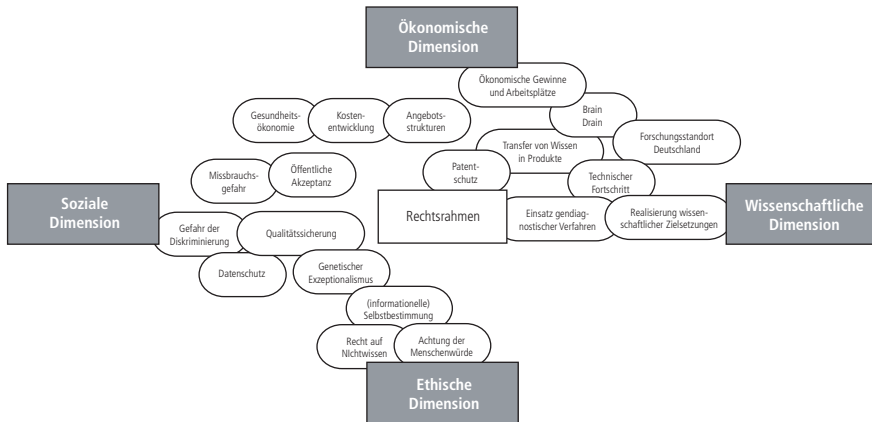 Ökonomische
Dimension
Ökonomische Gewinne
und Arbeitsplätze
Gesundheits-
ökonomie
Kosten-
entwicklung
Angebots-
strukturen
Brain
Drain
Transfer von Wissen
in Produkte
Forschungsstandort
Deutschland
Missbrauchs-
gefahr
Öffentliche
Akzeptanz
Patent-
schutz
Technischer
Fortschritt
Soziale
Dimension
Rechtsrahmen
Einsatz gendiag-
nostischer Verfahren
Realisierung wissen-
schaftlicher Zielsetzungen
Wissenschaftliche
Dimension
Gefahr der
Diskriminierung
Qualitätssicherung
Datenschutz
Genetischer
Exzeptionalismus
(informationelle)
Selbstbestimmung
Recht auf
NIchtwissen
Achtung der
Menschenwürde
Ethische
Dimension